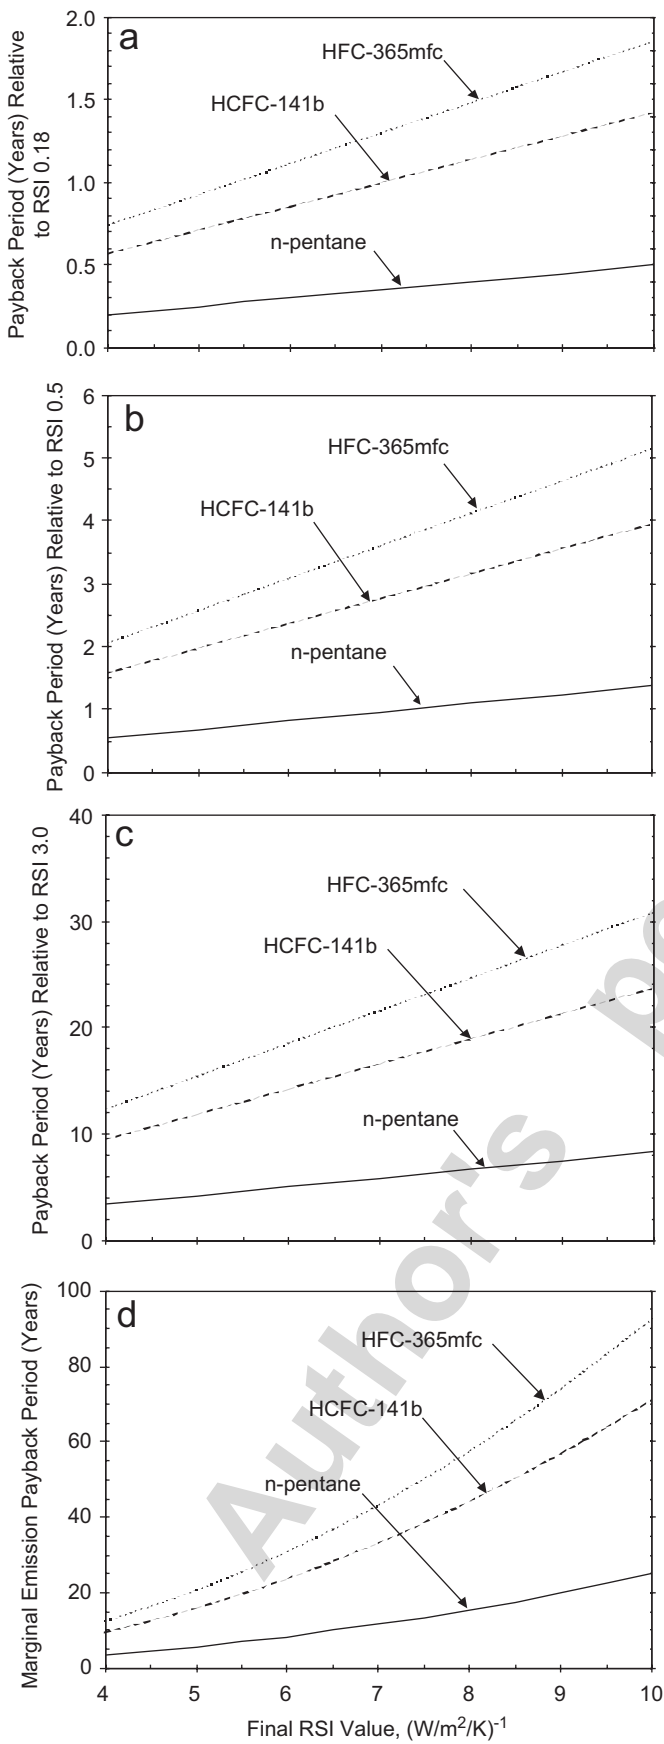 a
HFC-365mfc
HCFC-141b
n-pentane
Payback Period (Years) Relative
to RSI 0.18
2.0
1.5
1.0
0.5
0.0
b
HFC-365mfc
HCFC-141b
n-pentane
Payback Period (Years) Relative to RSI 0.5
6
5
4
3
2
1
0
c
HFC-365mfc
HCFC-141b
n-pentane
Payback Period (Years) Relative to RSI 3.0
40
30
20
10
0
d
HFC-365mfc
HCFC-141b
n-pentane
Marginal Emission Payback Period (Years)
100
80
60
40
20
0
4 5 6 7 8 9 10
Final RSI Value, (W/m²/K)⁻¹
Author's